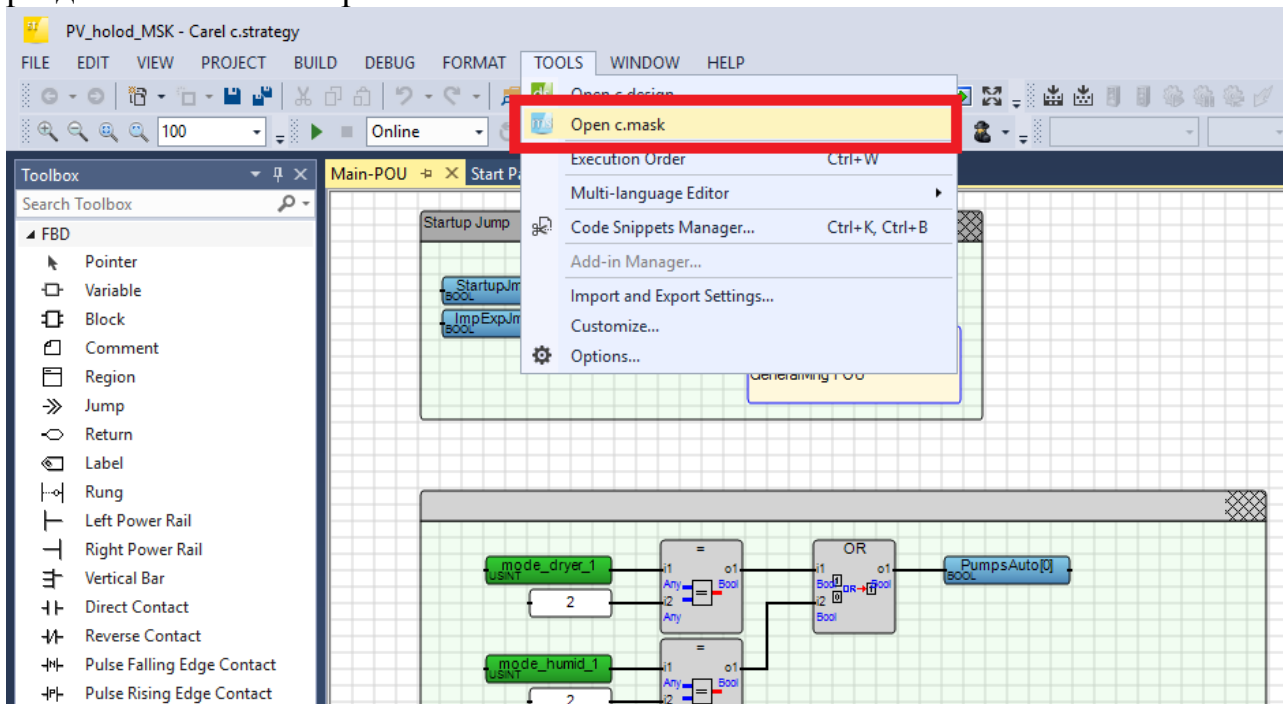 PV_holod_MSK - Carel c.strategy
FILE EDIT VIEW PROJECT BUILD DEBUG FORMAT TOOLS WINDOW HELP
100 Online
Open c.design
Open c.mask
Execution Order Ctrl+W
Multi-language Editor
Code Snippets Manager... Ctrl+K, Ctrl+B
Add-in Manager...
Import and Export Settings...
Customize...
Options...
Toolbox
Search Toolbox
FBD
Pointer
Variable
Block
Comment
Region
Jump
Return
Label
Rung
Left Power Rail
Right Power Rail
Vertical Bar
Direct Contact
Reverse Contact
Pulse Falling Edge Contact
Pulse Rising Edge Contact
Main-POU Start
Startup Jump
BOOL
BOOL
GeneralMng POU
mode_dryer_1
USINT
2
=
i1 o1
Any Bool
i2
Any
OR
i1 o1
Bool OR Bool
i2
Bool
PumpsAuto[0]
BOOL
mode_humid_1
USINT
2
=
i1 o1
Any Bool
i2